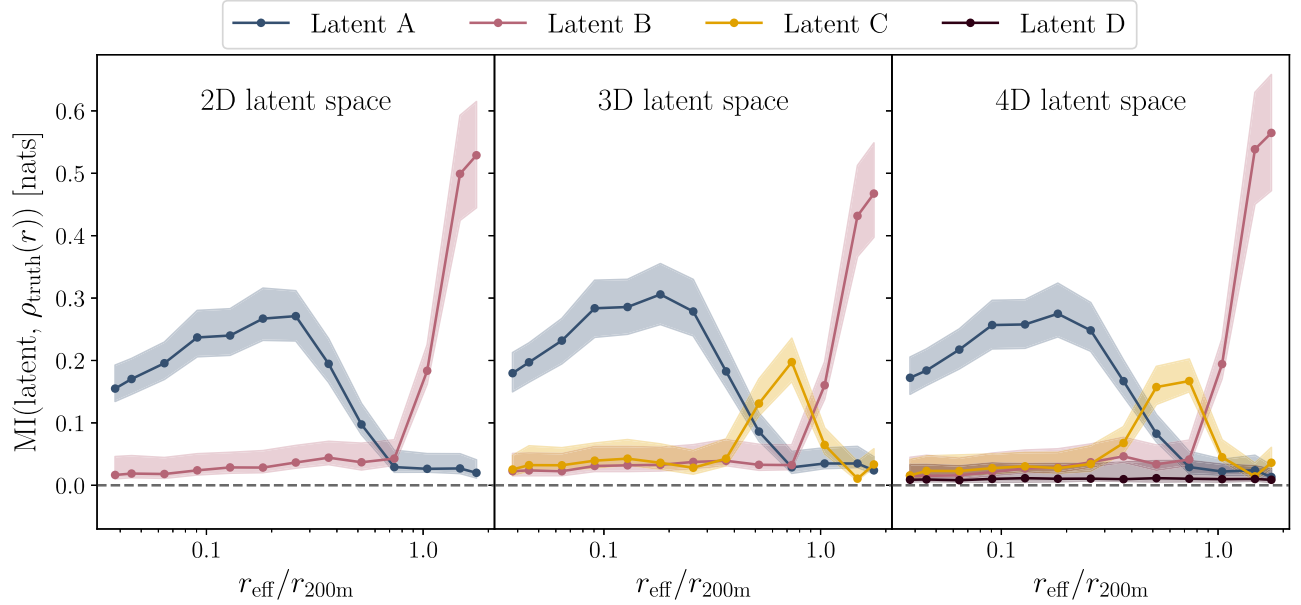 Latent A Latent B Latent C Latent D
2D latent space 3D latent space 4D latent space
MI(latent, ρtruth(r)) [nats]
0.6
0.5
0.4
0.3
0.2
0.1
0.0
0.1 1.0 0.1 1.0 0.1 1.0
reff/r200m reff/r200m reff/r200m